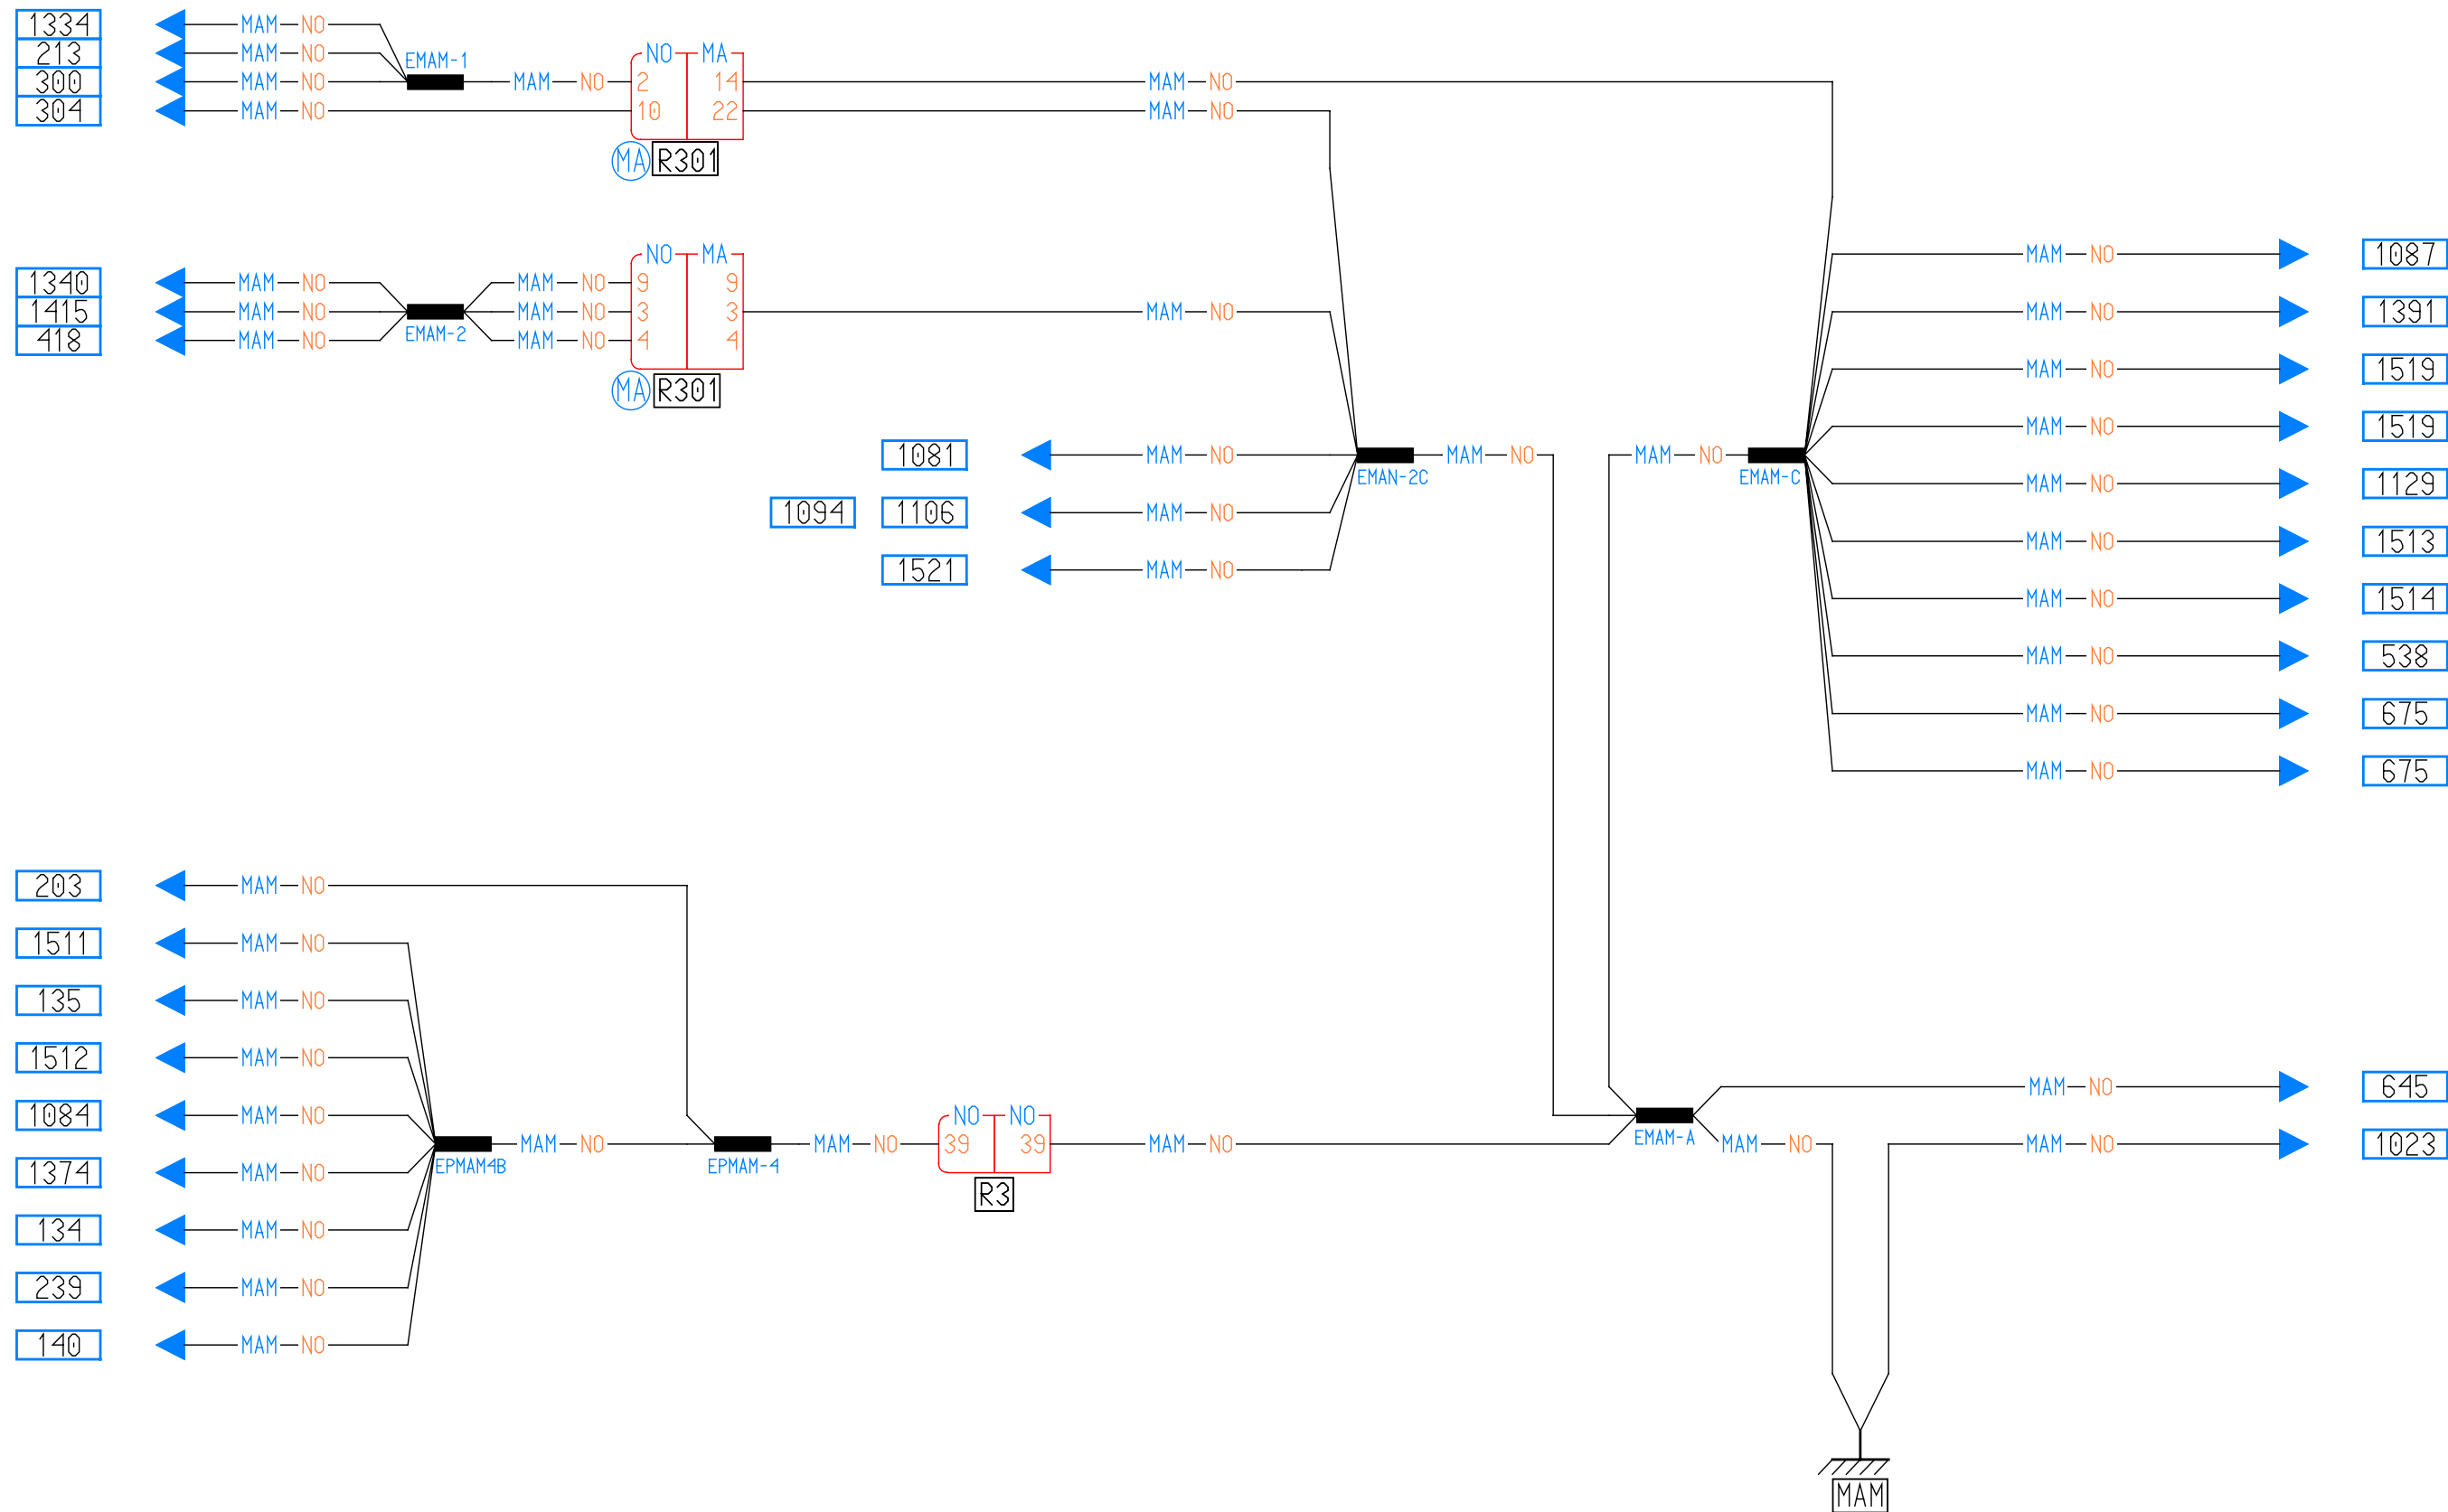 1334 MAM NO
213 MAM NO NO MA
EMAM-1
300 MAM NO MAM NO 2 14 MAM NO
304 MAM NO 10 22 MAM NO
MA R301
NO MA MAM NO 1087
1340 MAM NO MAM NO 9 9
1415 MAM NO MAM NO 3 3 MAM NO MAM NO 1391
418 MAM NO MAM NO 4 4
EMAM-2
MAM NO 1519
MA R301
MAM NO 1519
1081 MAM NO MAM NO MAM NO
EMAN-2C EMAM-C
MAM NO 1129
1094 1106 MAM NO
MAM NO 1513
1521 MAM NO
MAM NO 1514
MAM NO 538
MAM NO 675
MAM NO 675
203 MAM NO
1511 MAM NO
135 MAM NO
1512 MAM NO
MAM NO 645
1084 MAM NO NO NO
EMAM-A
MAM NO MAM NO 39 39 MAM NO MAM NO MAM NO 1023
EPMAM4B EPMAM-4
1374 MAM NO
R3
134 MAM NO
239 MAM NO
140 MAM NO
MAM